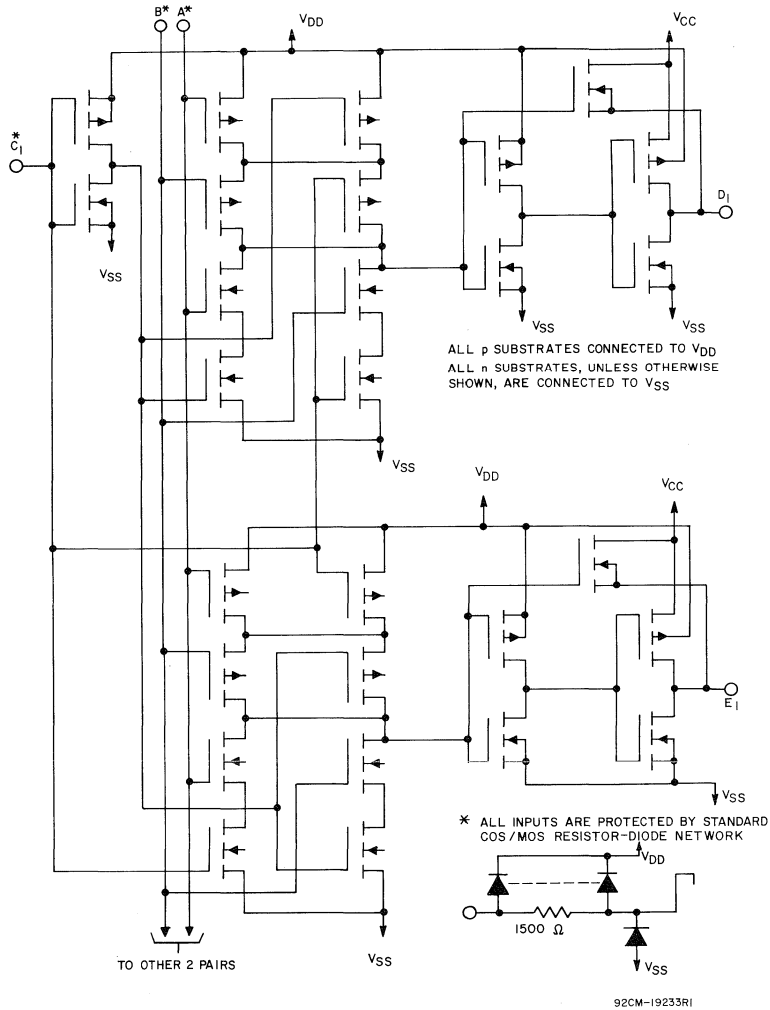 B* A*
VDD
VCC
*
C1
VSS
D1
VSS
VSS
ALL p SUBSTRATES CONNECTED TO VDD
ALL n SUBSTRATES, UNLESS OTHERWISE
SHOWN, ARE CONNECTED TO VSS
VSS
VDD
VCC
E1
VSS
* ALL INPUTS ARE PROTECTED BY STANDARD
COS/MOS RESISTOR-DIODE NETWORK
VDD
1500 Ω
VSS
VSS
TO OTHER 2 PAIRS
92CM-19233R1